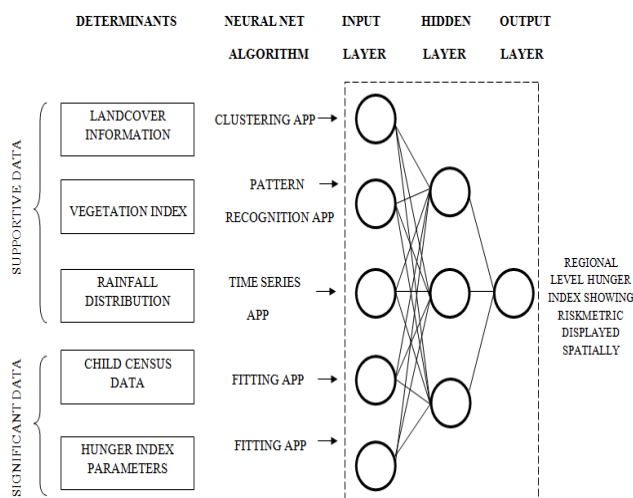 DETERMINANTS
NEURAL NET
ALGORITHM
INPUT
LAYER
HIDDEN
LAYER
OUTPUT
LAYER
SUPPORTIVE DATA
LANDCOVER
INFORMATION
CLUSTERING APP
VEGETATION INDEX
PATTERN
RECOGNITION APP
RAINFALL
DISTRIBUTION
TIME SERIES
APP
SIGNIFICANT DATA
CHILD CENSUS
DATA
FITTING APP
HUNGER INDEX
PARAMETERS
FITTING APP
REGIONAL
LEVEL HUNGER
INDEX SHOWING
RISKMETRIC
DISPLAYED
SPATIALLY